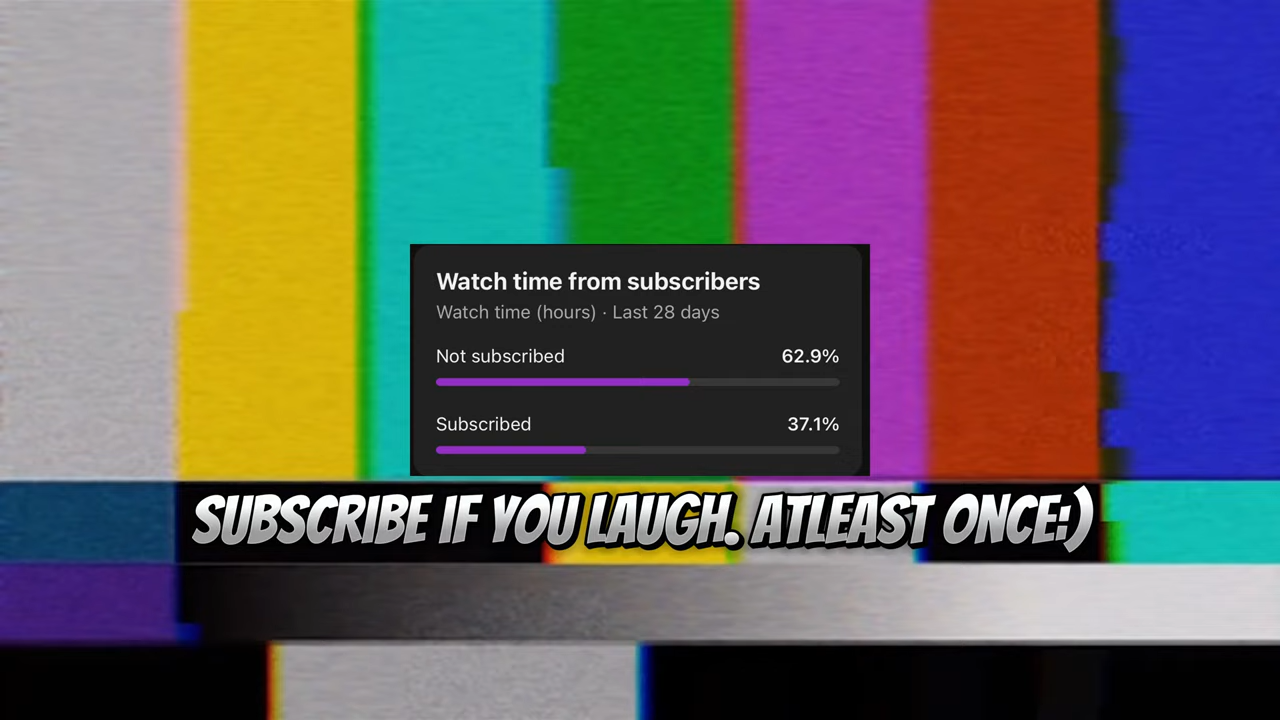 Watch time from subscribers
Watch time (hours) · Last 28 days
Not subscribed 62.9%
Subscribed 37.1%
SUBSCRIBE IF YOU LAUGH. ATLEAST ONCE:)